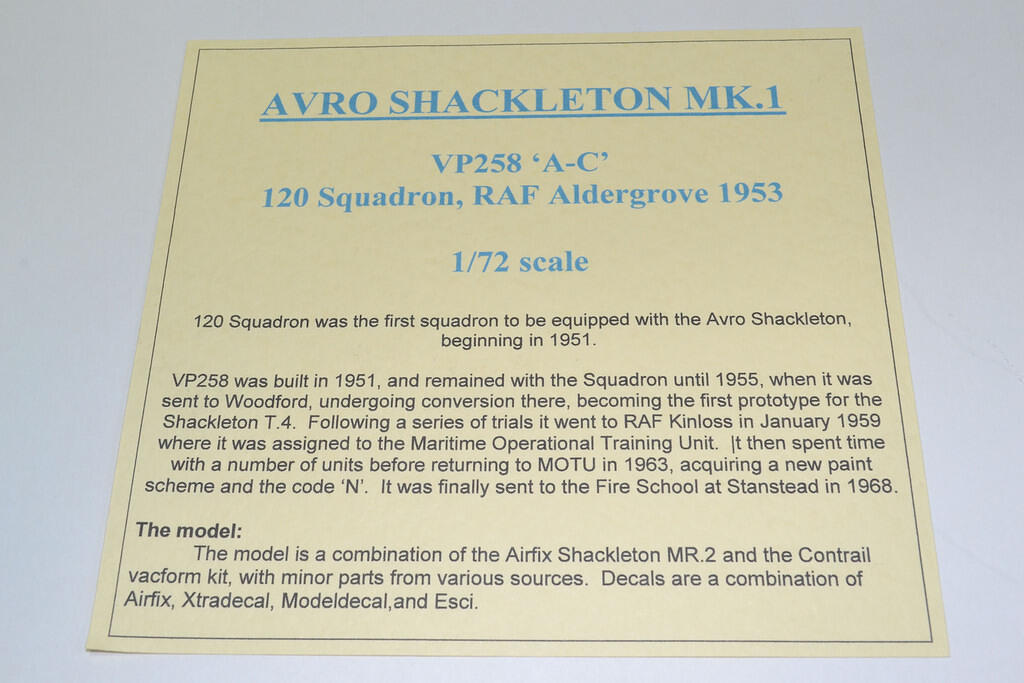 AVRO SHACKLETON MK.1
VP258 ‘A-C’
120 Squadron, RAF Aldergrove 1953
1/72 scale
120 Squadron was the first squadron to be equipped with the Avro Shackleton,
beginning in 1951.
VP258 was built in 1951, and remained with the Squadron until 1955, when it was
sent to Woodford, undergoing conversion there, becoming the first prototype for the
Shackleton T.4.  Following a series of trials it went to RAF Kinloss in January 1959
where it was assigned to the Maritime Operational Training Unit.  |t then spent time
with a number of units before returning to MOTU in 1963, acquiring a new paint
scheme and the code ‘N’.  It was finally sent to the Fire School at Stanstead in 1968.
The model:
The model is a combination of the Airfix Shackleton MR.2 and the Contrail
vacform kit, with minor parts from various sources.  Decals are a combination of
Airfix, Xtradecal, Modeldecal,and Esci.